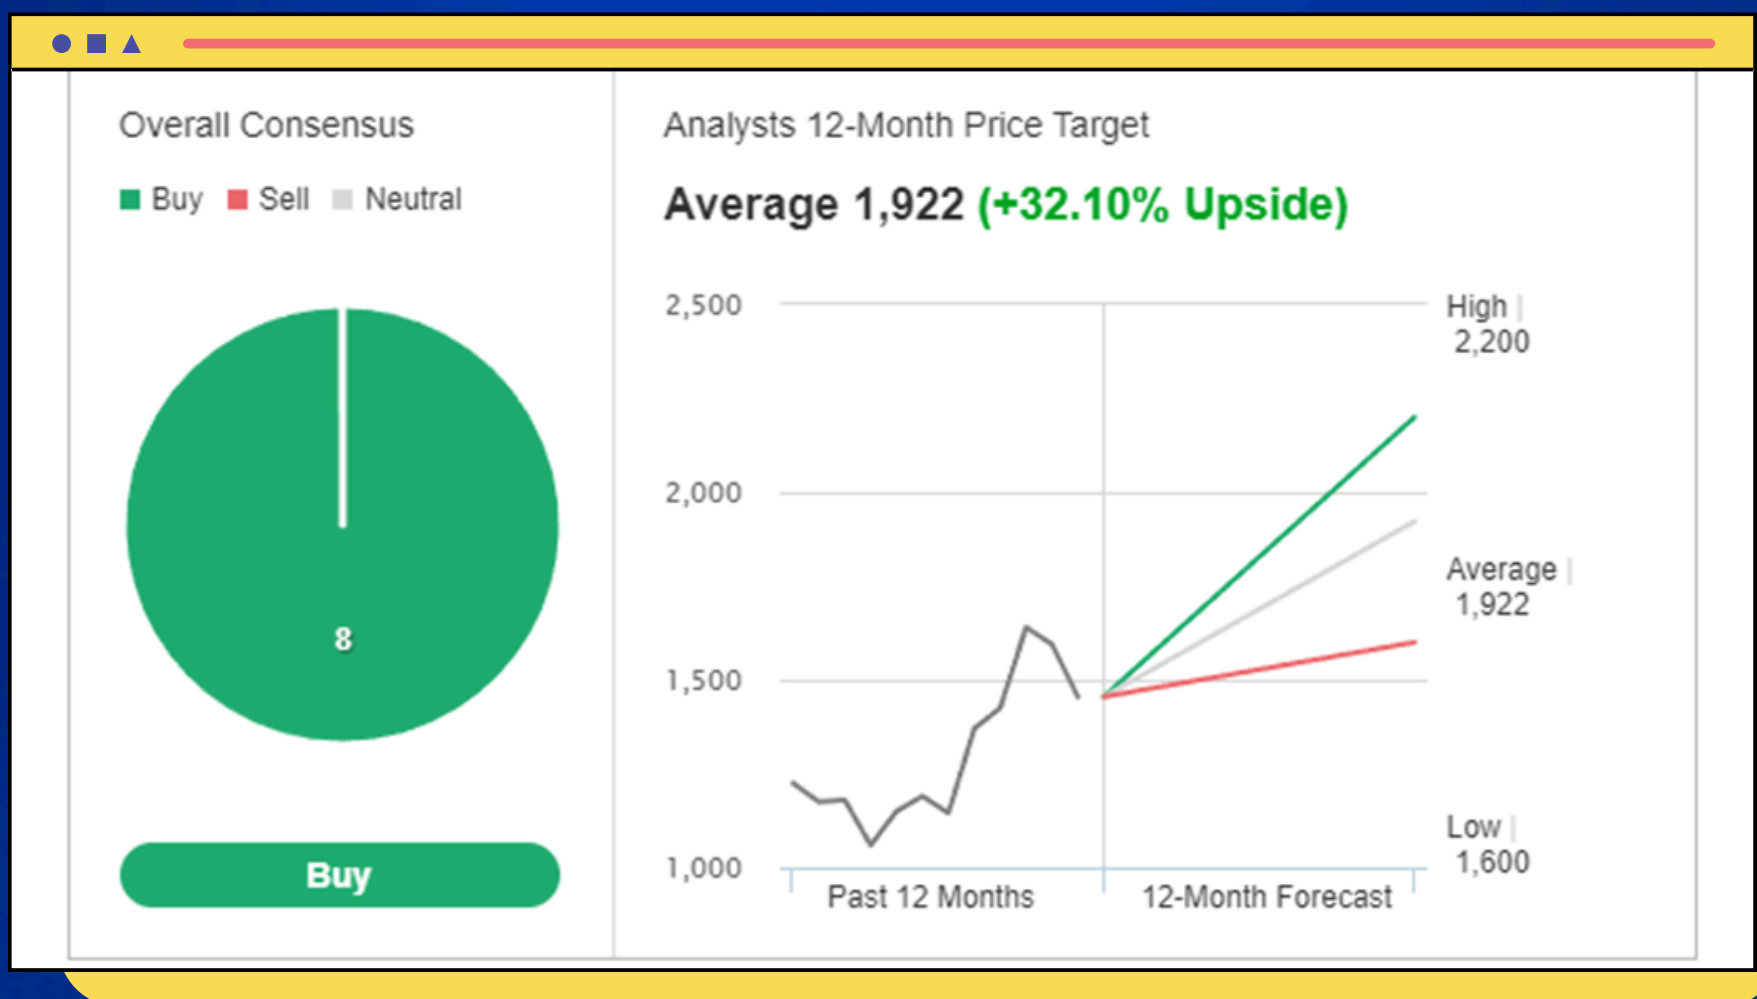 Overall Consensus
Buy Sell Neutral
8
Buy
Analysts 12-Month Price Target
Average 1,922 (+32.10% Upside)
2,500
2,000
1,500
1,000
High
2,200
Average
1,922
Low
1,600
Past 12 Months
12-Month Forecast